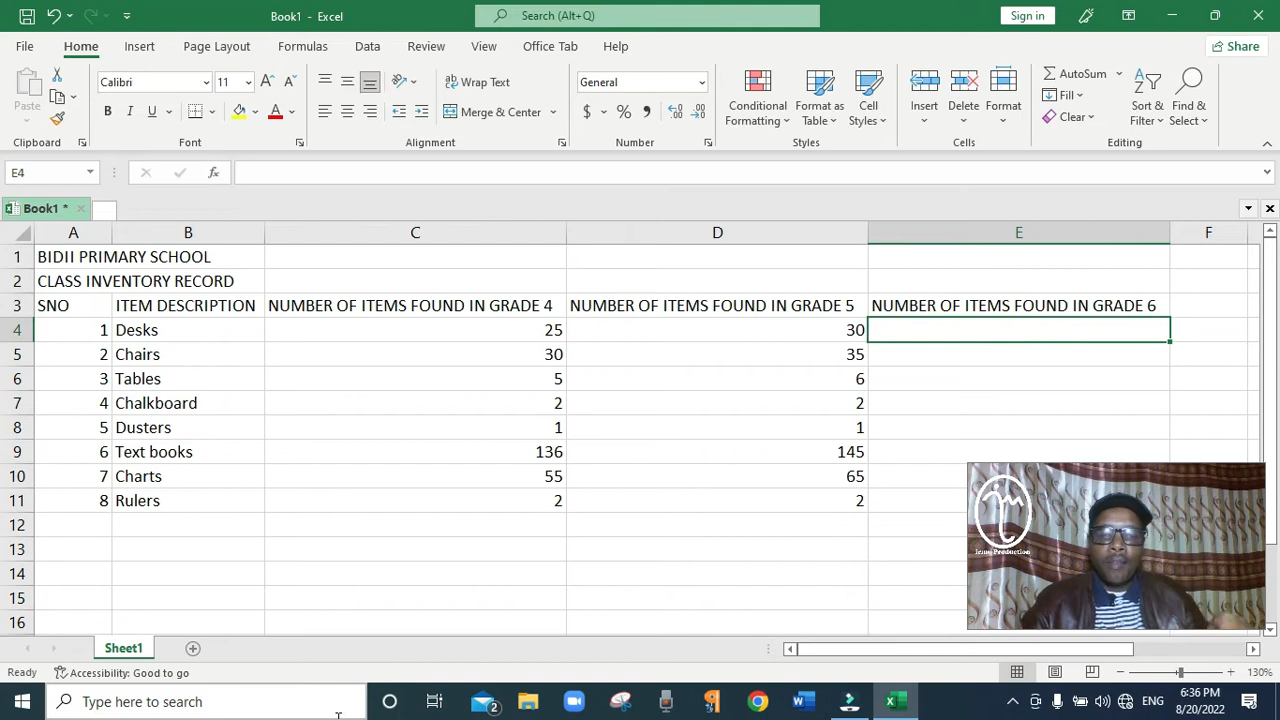 Book1 - Excel
Search (Alt+Q)
Sign in
File Home Insert Page Layout Formulas Data Review View Office Tab Help
Share
Paste
Calibri 11
B I U
Wrap Text
Merge & Center
General
$ % ,
Conditional Formatting
Format as Table
Cell Styles
Insert Delete Format
AutoSum
Fill
Clear
Sort & Filter
Find & Select
Clipboard Font Alignment Number Styles Cells Editing
E4 fx
Book1 *
A B C D E F
1 BIDII PRIMARY SCHOOL
2 CLASS INVENTORY RECORD
3 SNO ITEM DESCRIPTION NUMBER OF ITEMS FOUND IN GRADE 4 NUMBER OF ITEMS FOUND IN GRADE 5 NUMBER OF ITEMS FOUND IN GRADE 6
4 1 Desks 25 30
5 2 Chairs 30 35
6 3 Tables 5 6
7 4 Chalkboard 2 2
8 5 Dusters 1 1
9 6 Text books 136 145
10 7 Charts 55 65
11 8 Rulers 2 2
12
13
14
15
16
Sheet1
Ready Accessibility: Good to go 130%
Type here to search
2
ENG
6:36 PM
8/20/2022